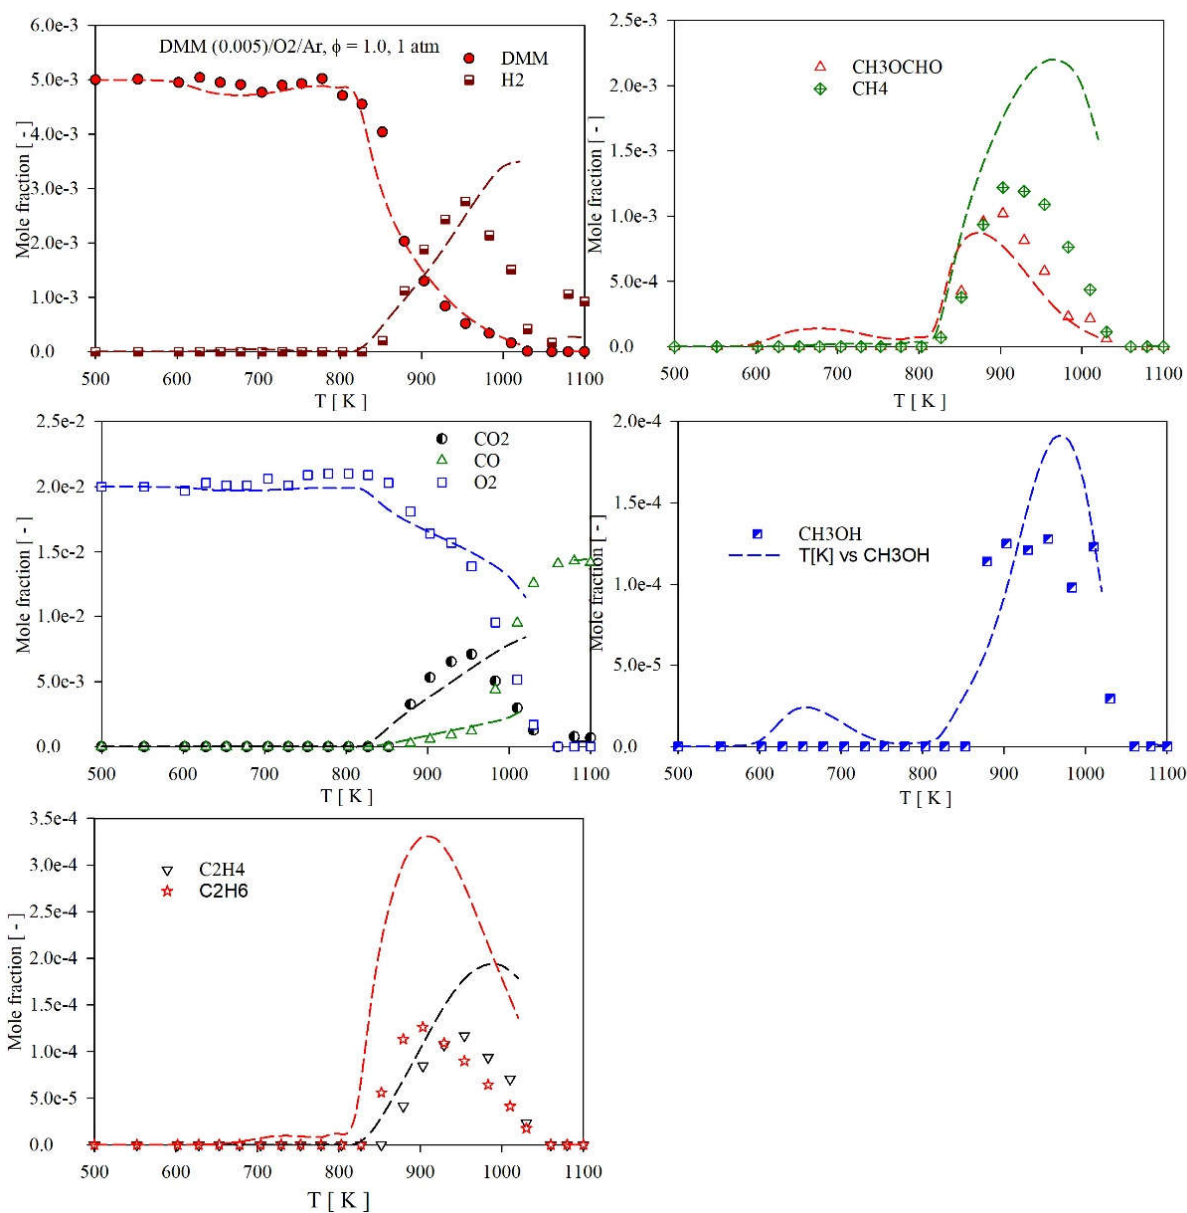 6.0e-3
5.0e-3
4.0e-3
3.0e-3
2.0e-3
1.0e-3
0.0
Mole fraction [ - ]
DMM (0.005)/O2/Ar, ϕ = 1.0, 1 atm
DMM
H2
500 600 700 800 900 1000 1100
T [ K ]
2.5e-3
2.0e-3
1.5e-3
1.0e-3
5.0e-4
0.0
Mole fraction [ - ]
CH3OCHO
CH4
500 600 700 800 900 1000 1100
T [ K ]
2.5e-2
2.0e-2
1.5e-2
1.0e-2
5.0e-3
0.0
Mole fraction [ - ]
CO2
CO
O2
500 600 700 800 900 1000 1100
T [ K ]
2.0e-4
1.5e-4
1.0e-4
5.0e-5
0.0
Mole fraction [ - ]
CH3OH
T[K] vs CH3OH
500 600 700 800 900 1000 1100
T [ K ]
3.5e-4
3.0e-4
2.5e-4
2.0e-4
1.5e-4
1.0e-4
5.0e-5
0.0
Mole fraction [ - ]
C2H4
C2H6
500 600 700 800 900 1000 1100
T [ K ]